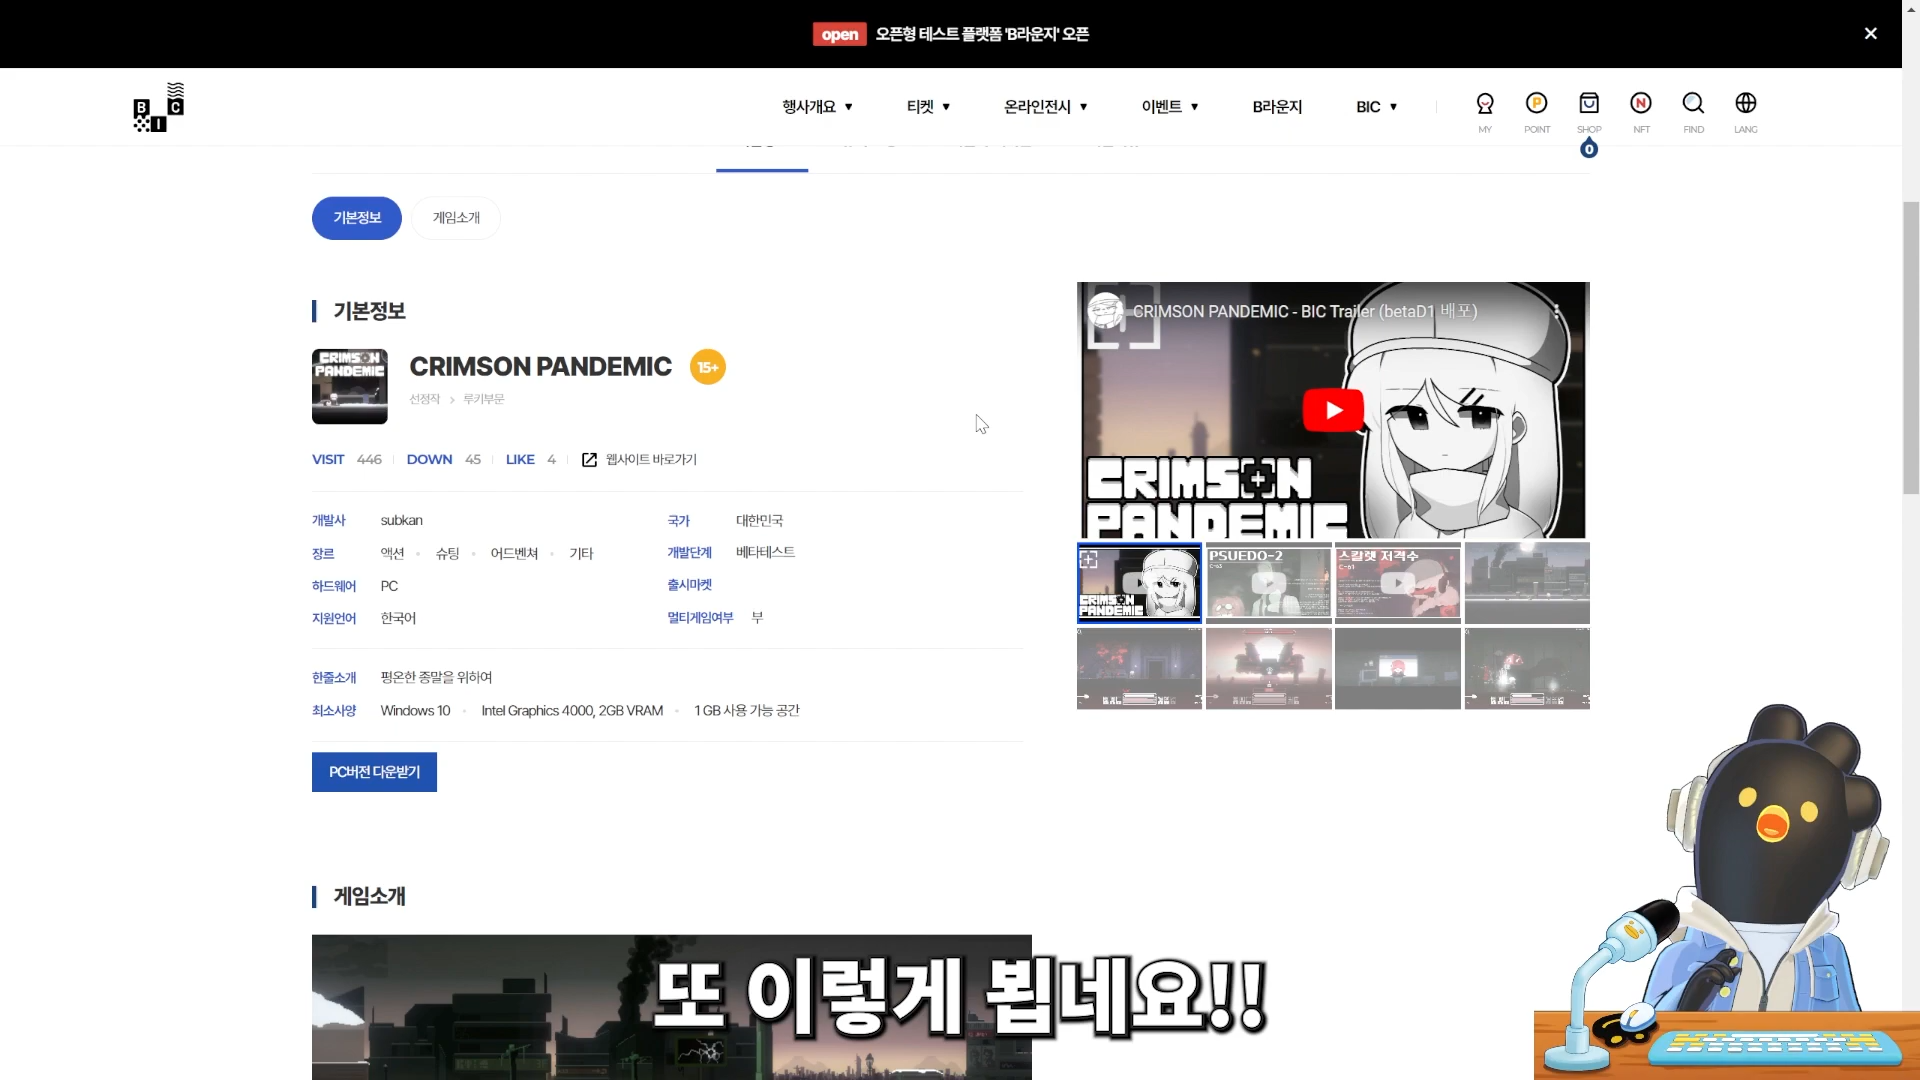 open 오픈형 테스트 플랫폼 'B라운지' 오픈
B I C
행사개요 ▼ 티켓 ▼ 온라인전시 ▼ 이벤트 ▼ B라운지 BIC ▼
MY POINT SHOP NFT FIND LANG
P N
0
기본정보 게임소개
기본정보
CRIMSON PANDEMIC
CRIMSON PANDEMIC 15+
선정작 > 루키부문
VISIT 446 DOWN 45 LIKE 4 웹사이트 바로가기
개발사 subkan 국가 대한민국
장르 액션 슈팅 어드벤쳐 기타 개발단계 베타테스트
하드웨어 PC 출시마켓
지원언어 한국어 멀티게임여부 부
한줄소개 평온한 종말을 위하여
최소사양 Windows 10 Intel Graphics 4000, 2GB VRAM 1 GB 사용 가능 공간
PC버전 다운받기
CRIMSON PANDEMIC - BIC Trailer (betaD1 배포)
CRIMSON
PANDEMIC
CRIMSON
PANDEMIC
PSUEDO-2
C-63
스칼렛 저격수
C-61
게임소개
또 이렇게 뵙네요!!